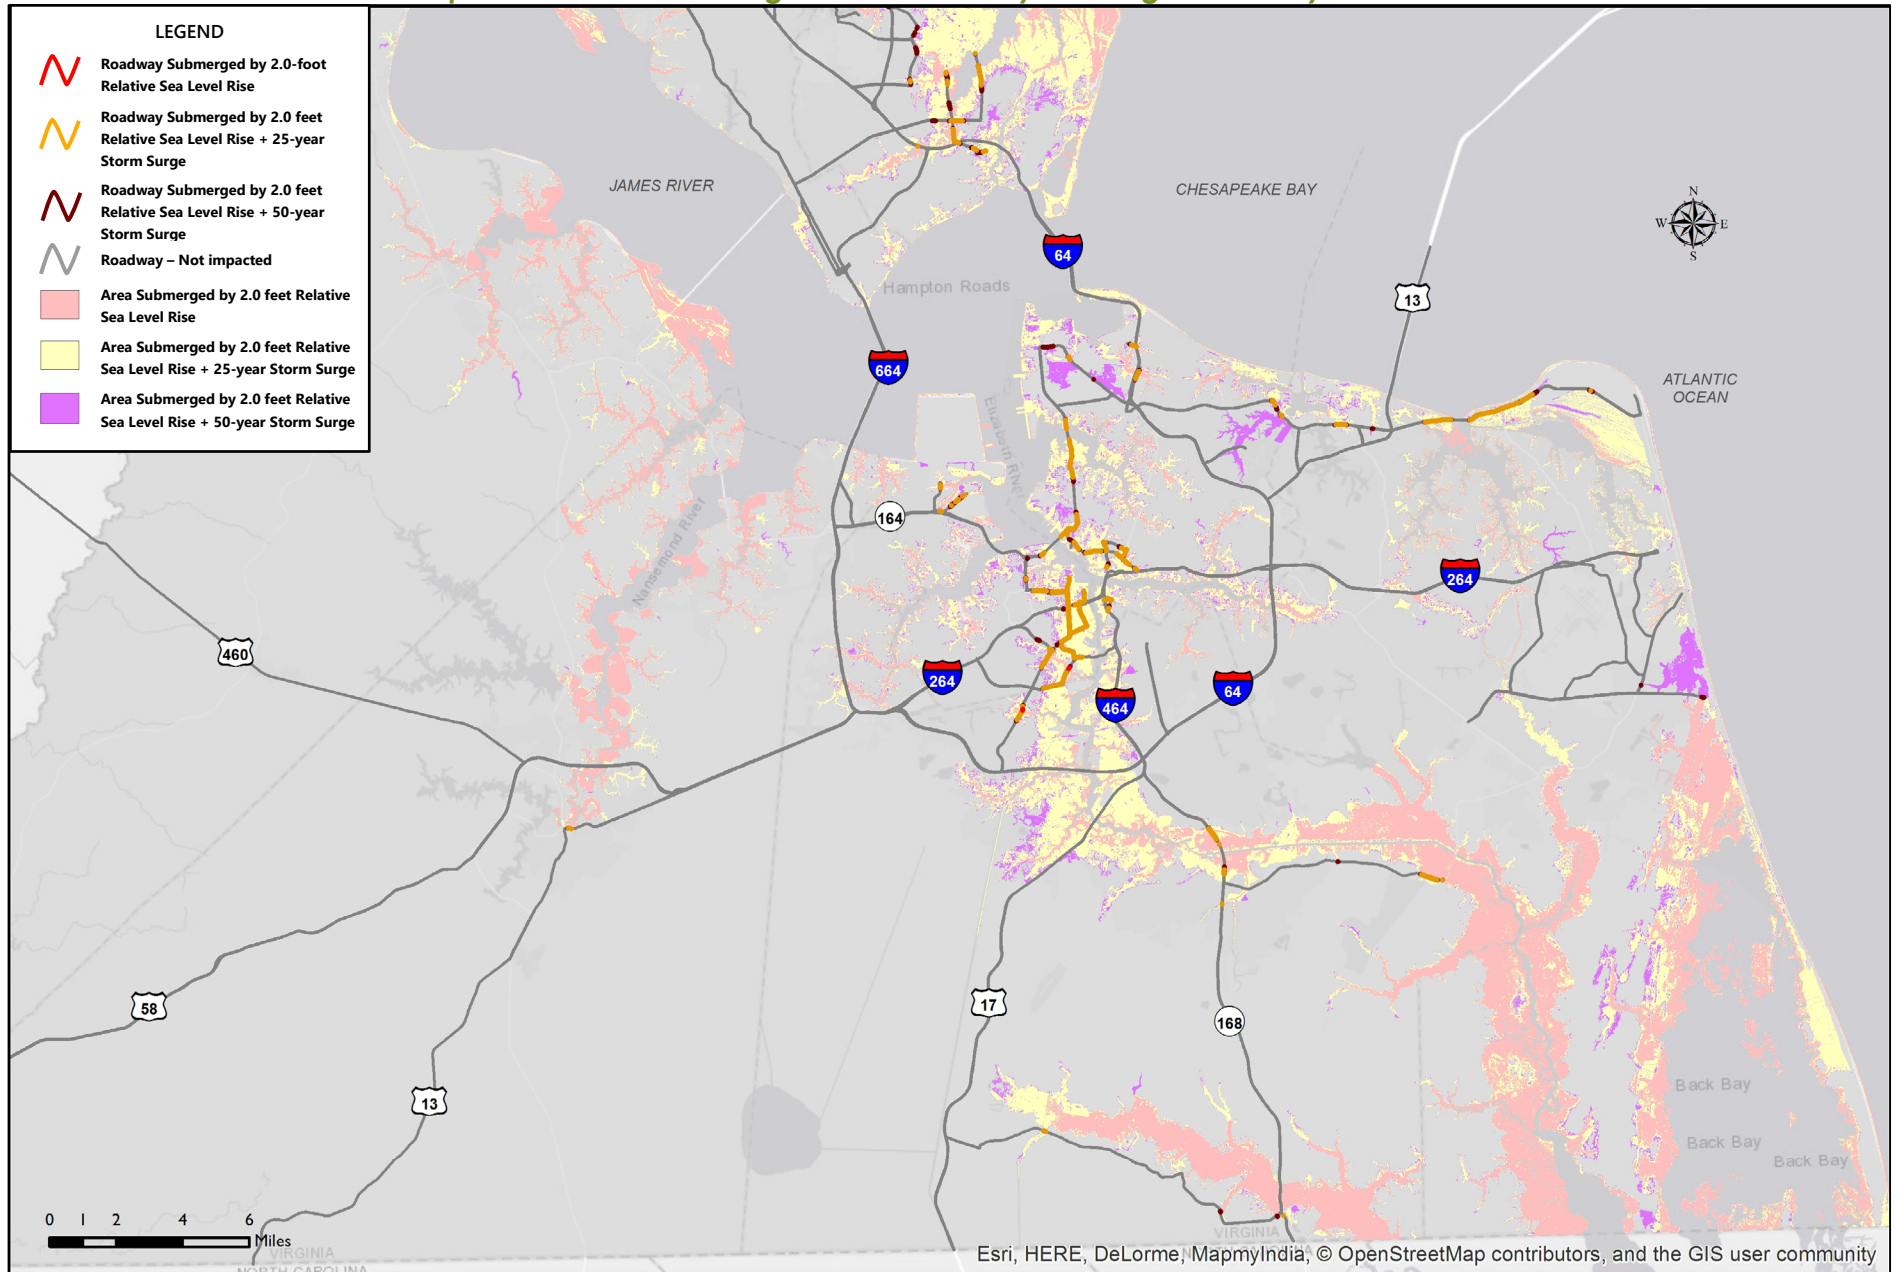 LEGEND
Roadway Submerged by 2.0-foot
Relative Sea Level Rise
Roadway Submerged by 2.0 feet
Relative Sea Level Rise + 25-year
Storm Surge
Roadway Submerged by 2.0 feet
Relative Sea Level Rise + 50-year
Storm Surge
Roadway – Not impacted
Area Submerged by 2.0 feet Relative
Sea Level Rise
Area Submerged by 2.0 feet Relative
Sea Level Rise + 25-year Storm Surge
Area Submerged by 2.0 feet Relative
Sea Level Rise + 50-year Storm Surge
JAMES RIVER
CHESAPEAKE BAY
N
W E
S
64
Hampton Roads
13
664
ATLANTIC
OCEAN
Elizabeth River
164
Nansemond River
264
460
264
64
464
58
17
168
13
Back Bay
Back Bay
Back Bay
0 1 2 4 6
Miles
VIRGINIA
NORTH CAROLINA
VIRGINIA
Esri, HERE, DeLorme, MapmyIndia, © OpenStreetMap contributors, and the GIS user community